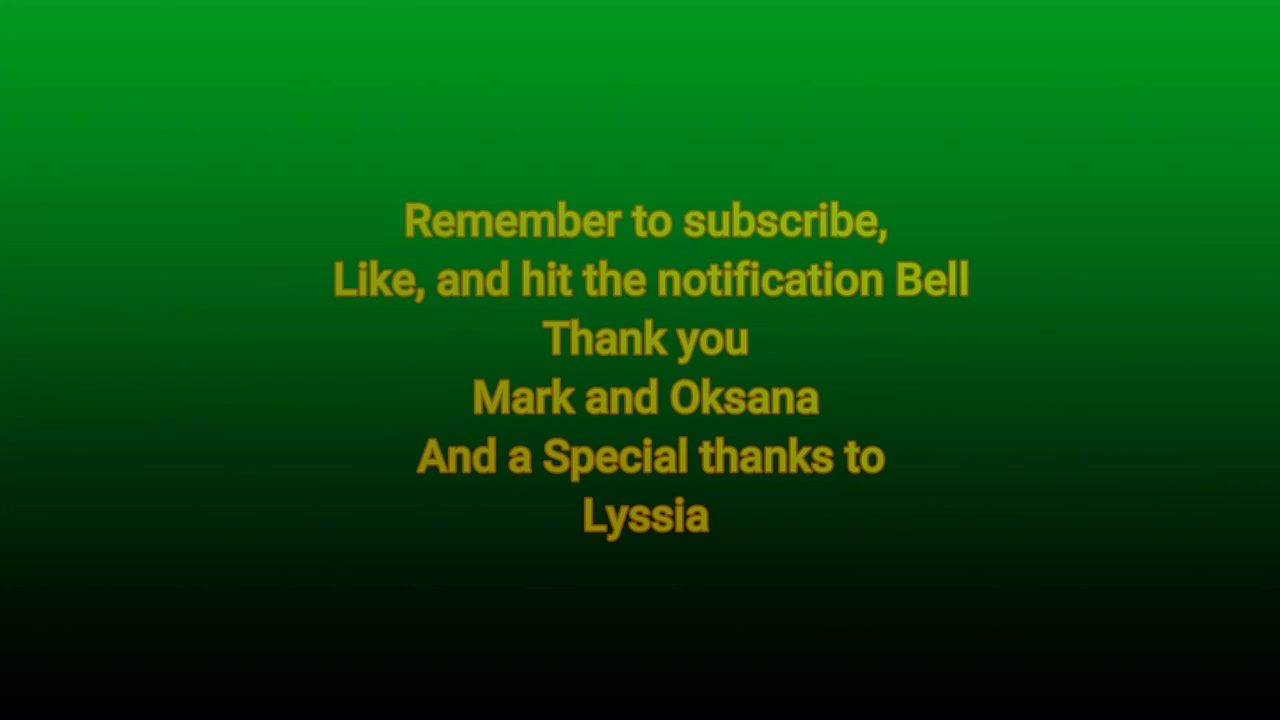 Remember to subscribe,
Like, and hit the notification Bell
Thank you
Mark and Oksana
And a Special thanks to
Lyssia